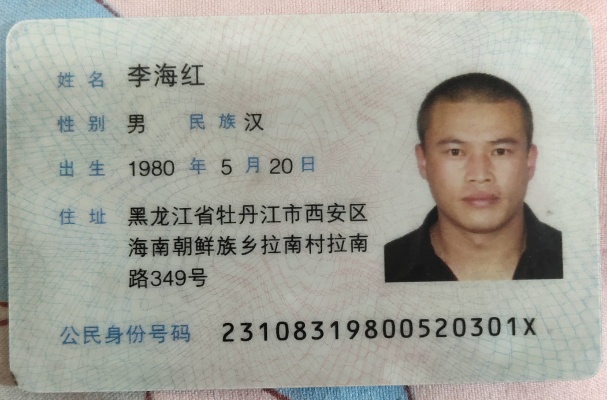 姓名 李海红
性别 男 民族 汉
出生 1980 年 5 月 20 日
住址 黑龙江省牡丹江市西安区
海南朝鲜族乡拉南村拉南
路349号
公民身份号码 23108319800520301X